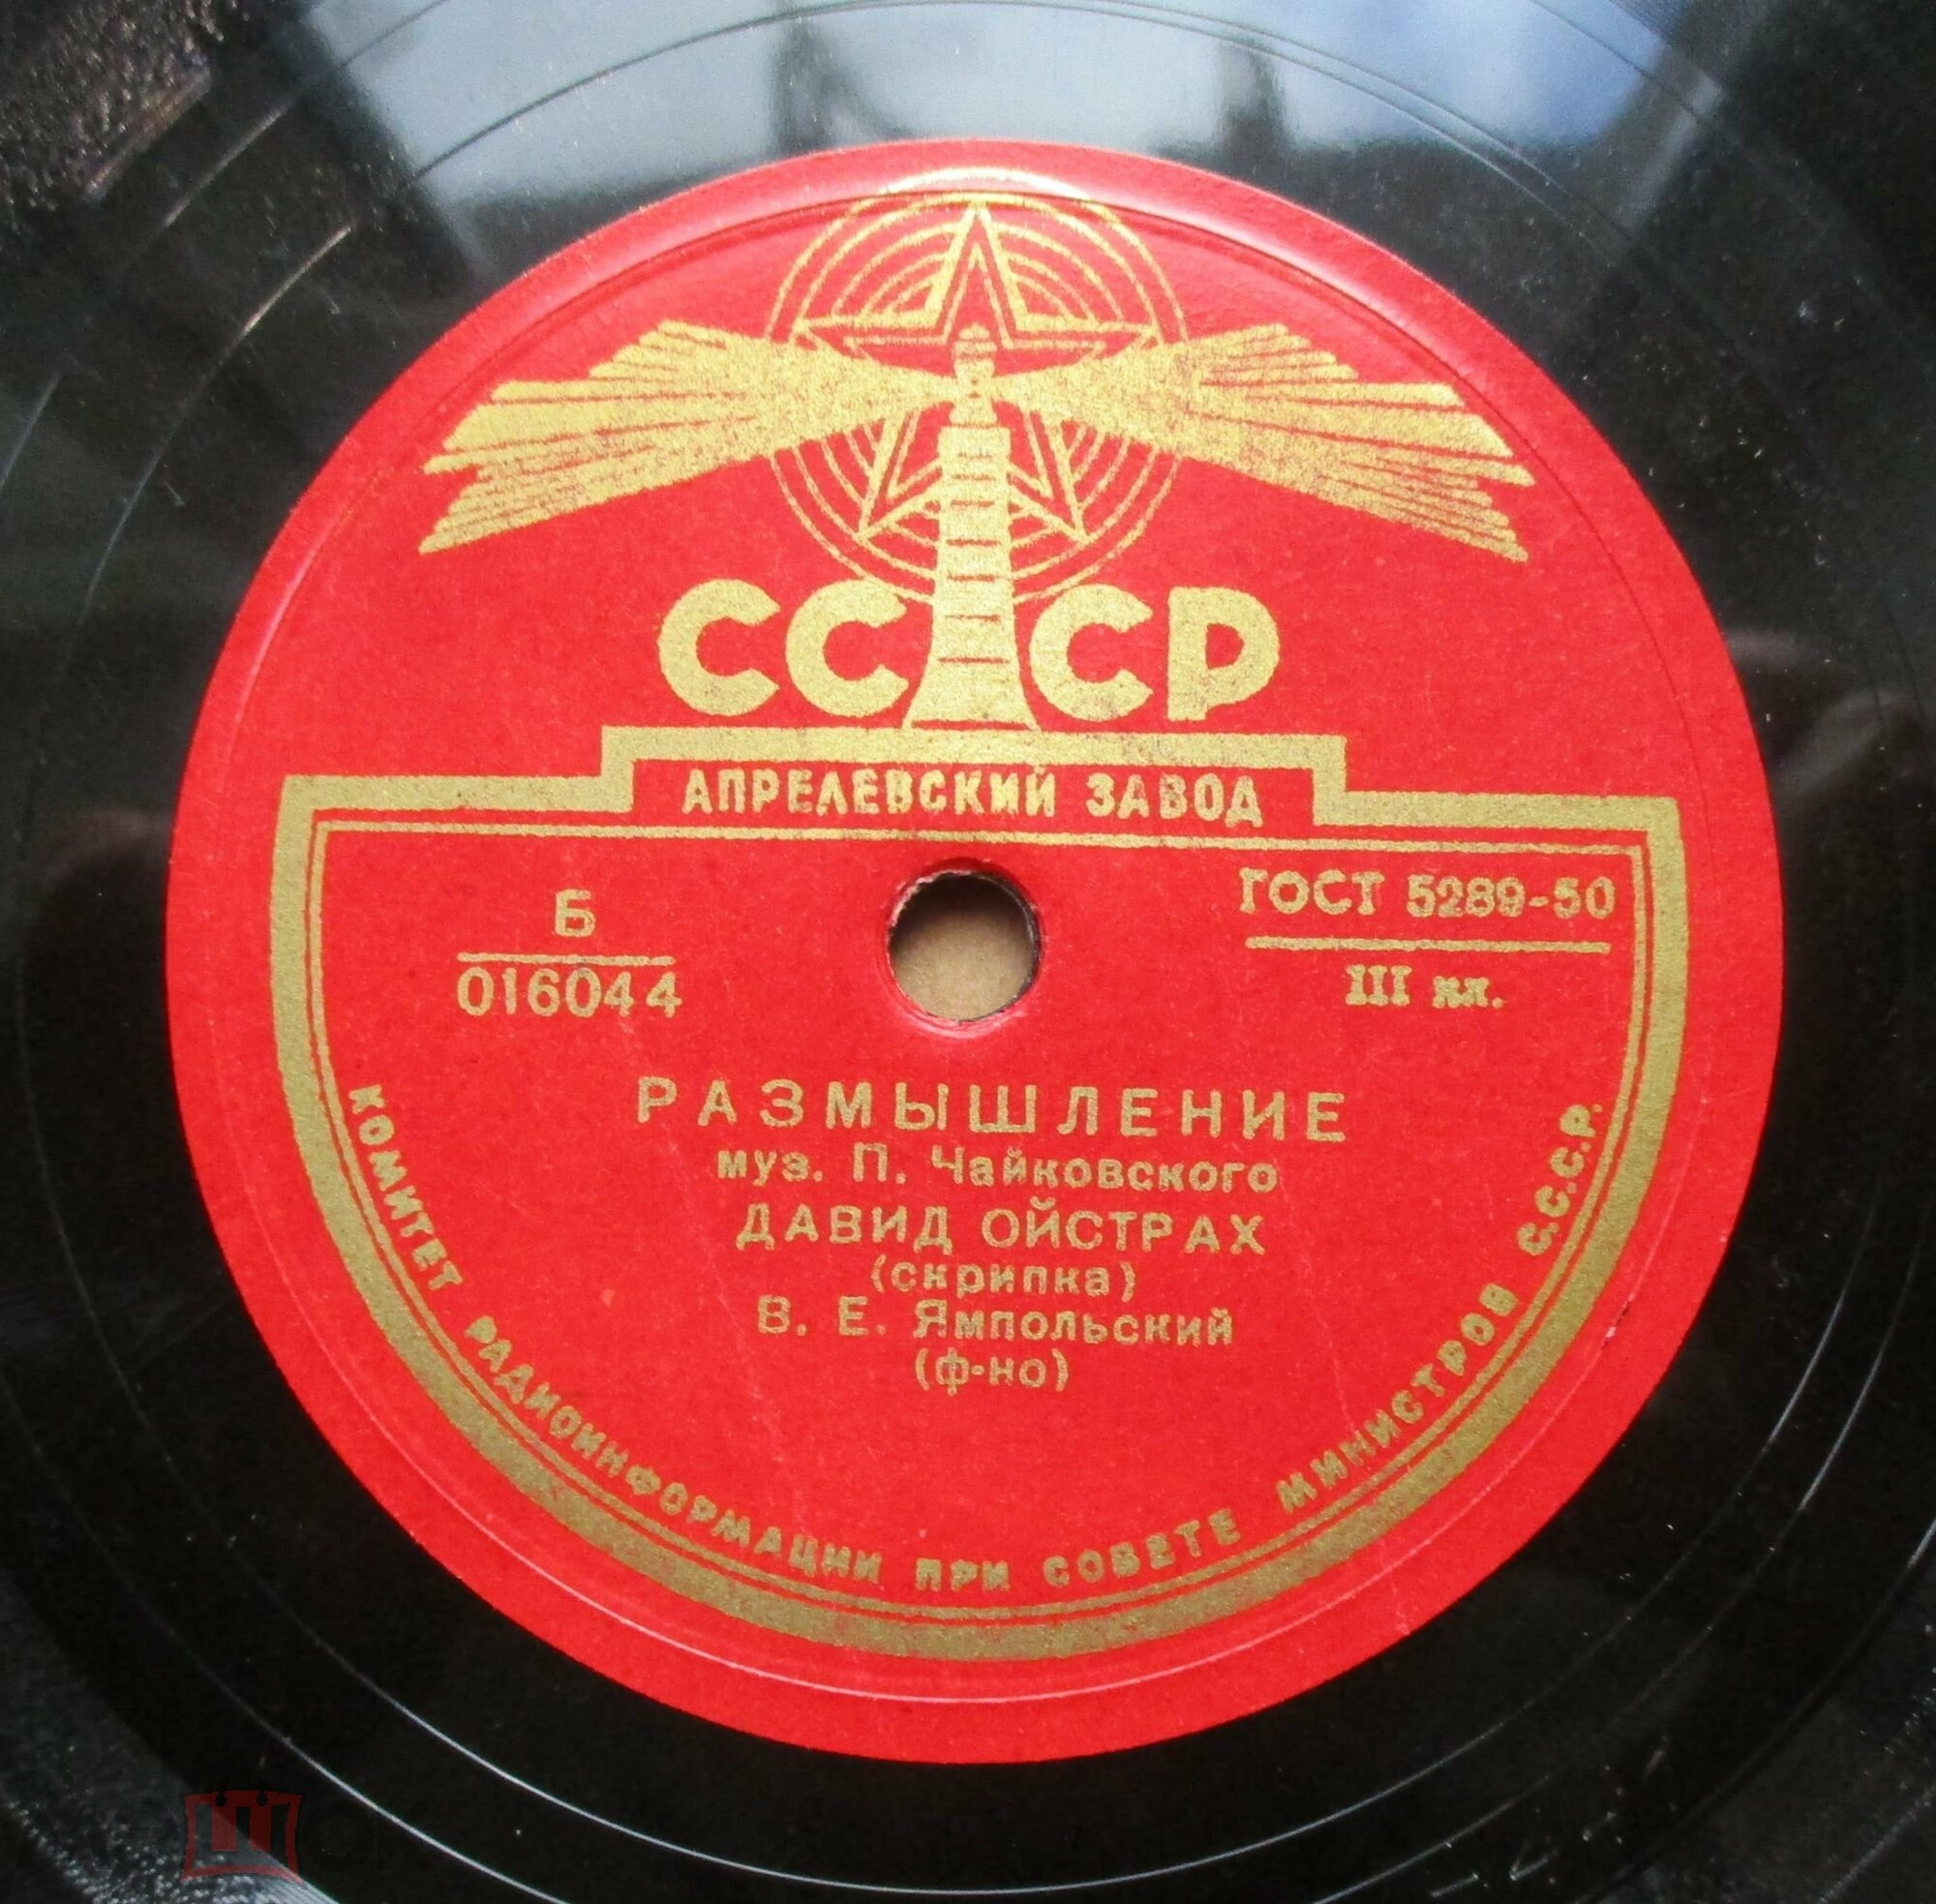 СССР
АПРЕЛЕВСКИЙ ЗАВОД
Б
016044
ГОСТ 5289-50
III кл.
РАЗМЫШЛЕНИЕ
муз. П. Чайковского
ДАВИД ОЙСТРАХ
(скрипка)
В. Е. Ямпольский
(ф-но)
КОМИТЕТ РАДИОИНФОРМАЦИИ ПРИ СОВЕТЕ МИНИСТРОВ С.С.С.Р.